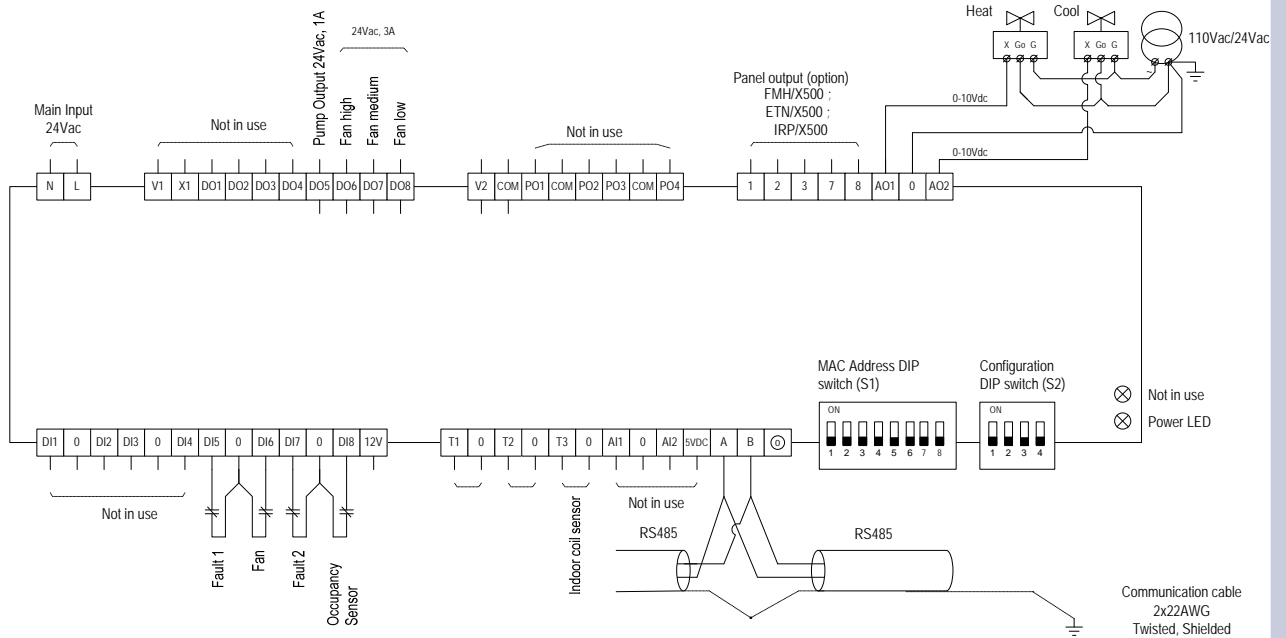 Heat
Cool
X Go G
X Go G
110Vac/24Vac
~
Pump Output 24Vac, 1A
24Vac, 3A
Fan high
Fan medium
Fan low
Panel output (option)
FMH/X500 ;
ETN/X500 ;
IRP/X500
0-10Vdc
0-10Vdc
Main Input
24Vac
Not in use
Not in use
N L
V1 X1 DO1 DO2 DO3 DO4 DO5 DO6 DO7 DO8
V2 COM PO1 COM PO2 PO3 COM PO4
1 2 3 7 8 AO1 0 AO2
MAC Address DIP
switch (S1)
Configuration
DIP switch (S2)
ON
1 2 3 4 5 6 7 8
ON
1 2 3 4
Not in use
Power LED
DI1 0 DI2 DI3 0 DI4 DI5 0 DI6 DI7 0 DI8 12V
T1 0 T2 0 T3 0 AI1 0 AI2 5VDC A B
Not in use
Fault 1
Fan
Fault 2
Occupancy
Sensor
Indoor coil sensor
Not in use
RS485
RS485
Communication cable
2x22AWG
Twisted, Shielded